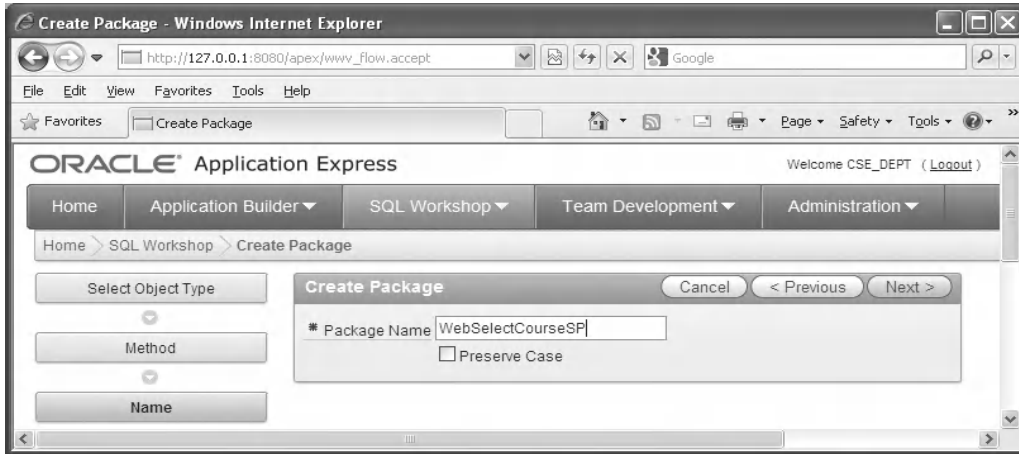 Create Package - Windows Internet Explorer
http://127.0.0.1:8080/apex/wwv_flow.accept
Google
File Edit View Favorites Tools Help
Favorites Create Package Page Safety Tools
ORACLE Application Express Welcome CSE_DEPT ( Logout )
Home Application Builder SQL Workshop Team Development Administration
Home SQL Workshop Create Package
Select Object Type
Method
Name
Create Package Cancel < Previous Next >
* Package Name WebSelectCourseSP
Preserve Case